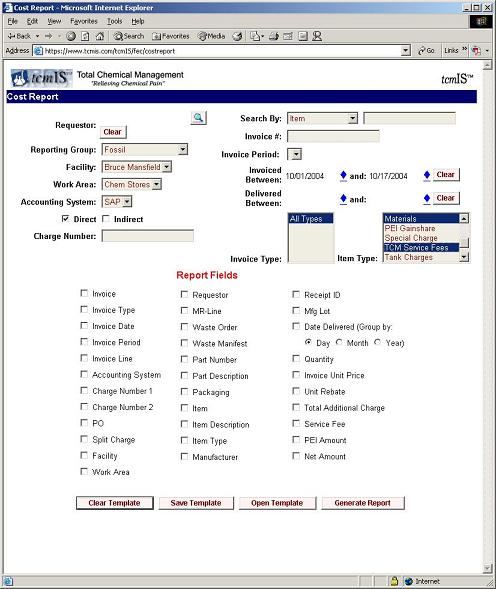 Cost Report - Microsoft Internet Explorer
File Edit View Favorites Tools Help
Back Search Favorites Media
Address https://www.tcmis.com/tcmIS/fec/costreport Go Links
tcmIS Total Chemical Management tcmIS™
"Relieving Chemical Pain"
Cost Report
Requestor: Clear
Search By: Item
Invoice #:
Reporting Group: Fossil
Invoice Period:
Facility: Bruce Mansfield
Invoiced Between: 10/01/2004 and: 10/17/2004 Clear
Work Area: Chem Stores
Delivered Between: and: Clear
Accounting System: SAP
Direct Indirect
Charge Number:
Invoice Type: All Types
Item Type: Materials
PEI Gainshare
Special Charge
TCM Service Fees
Tank Charges
Report Fields
Invoice Requestor Receipt ID
Invoice Type MR-Line Mfg Lot
Invoice Date Waste Order Date Delivered (Group by:
Invoice Period Waste Manifest Day Month Year)
Invoice Line Part Number Quantity
Accounting System Part Description Invoice Unit Price
Charge Number 1 Packaging Unit Rebate
Charge Number 2 Item Total Additional Charge
PO Item Description Service Fee
Split Charge Item Type PEI Amount
Facility Manufacturer Net Amount
Work Area
Clear Template Save Template Open Template Generate Report
Internet